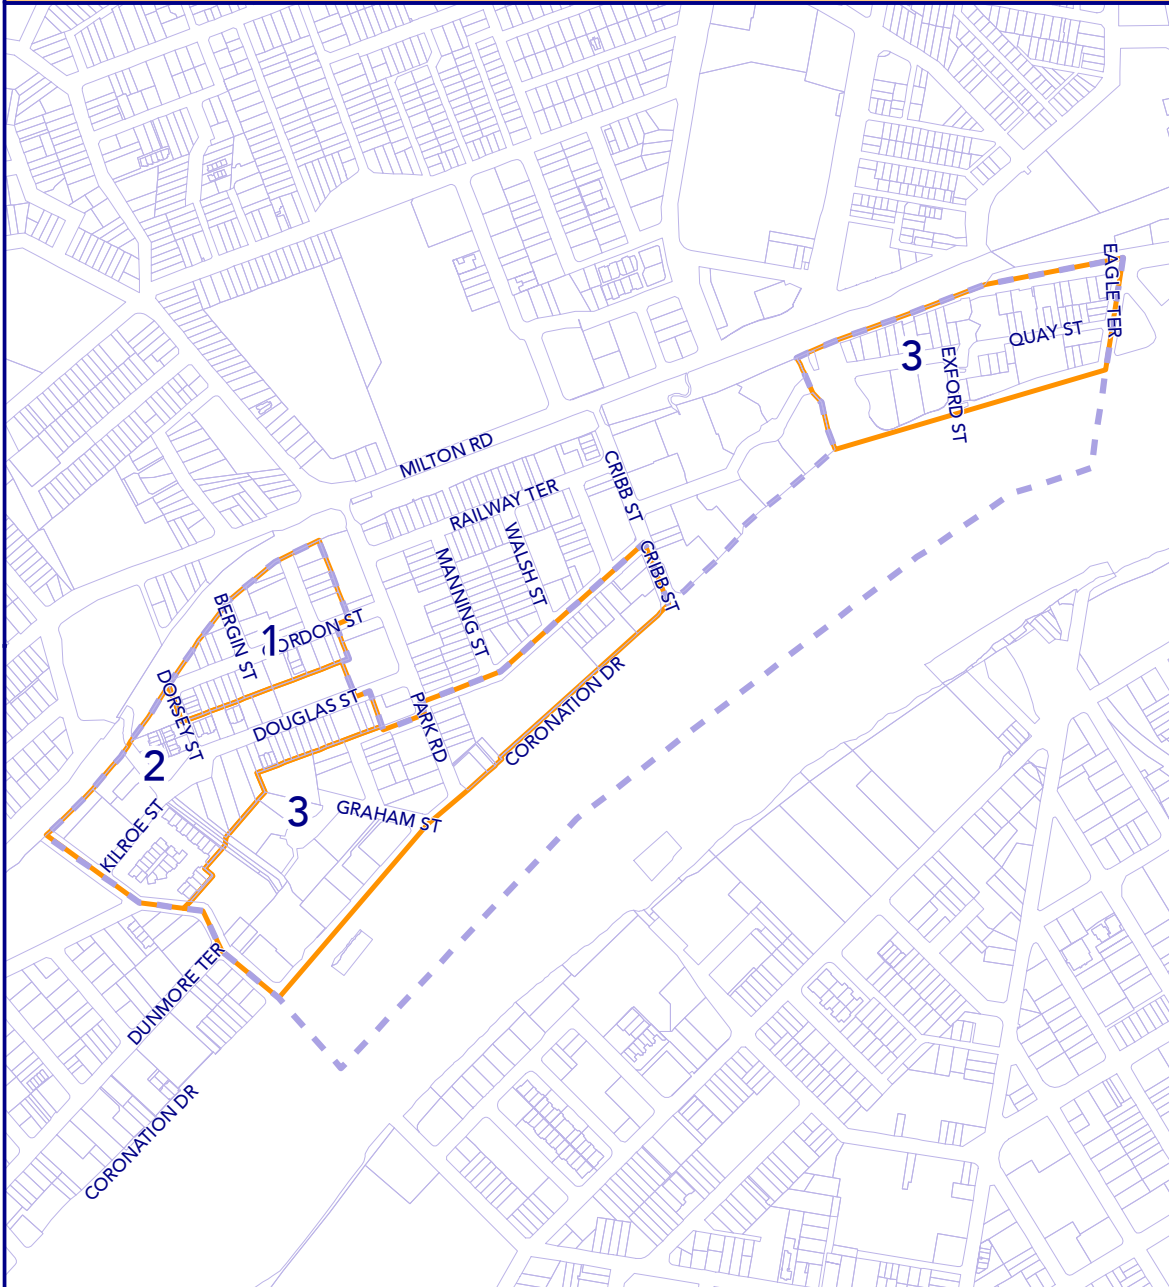 EAGLE TER
QUAY ST
3
EXFORD ST
MILTON RD
CRIBB ST
RAILWAY TER
WALSH ST
MANNING ST
CRIBB ST
BERGIN ST
1
ORDON ST
DORSEY ST
DOUGLAS ST
PARK RD
CORONATION DR
2
3
GRAHAM ST
KILROE ST
DUNMORE TER
CORONATION DR